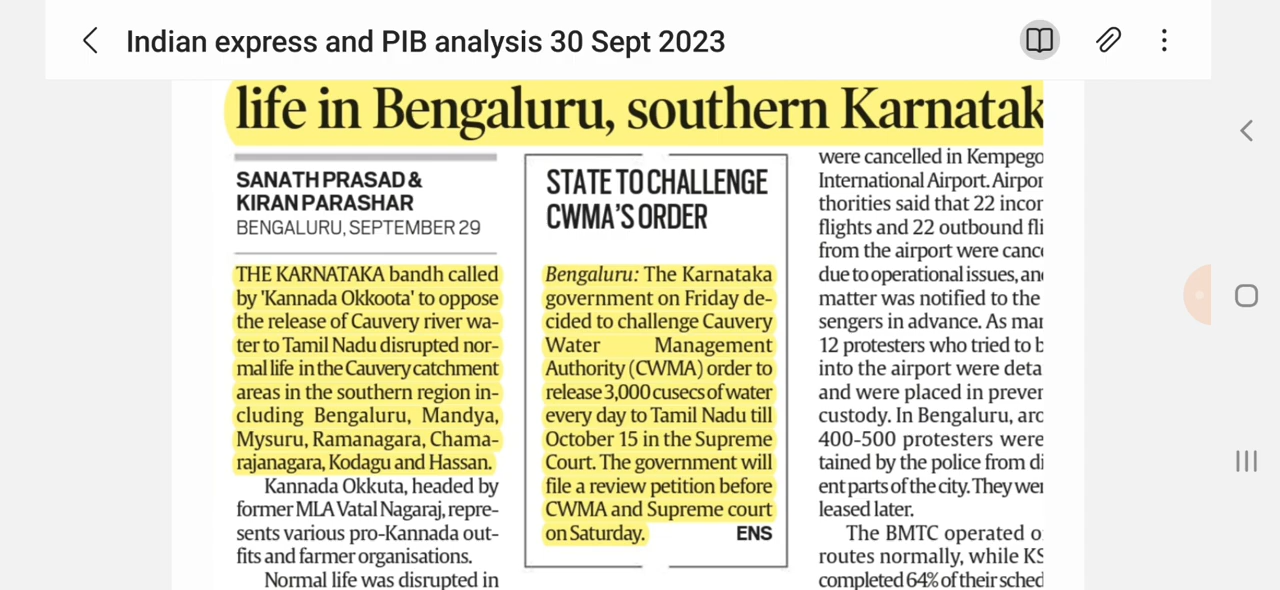 Indian express and PIB analysis 30 Sept 2023
life in Bengaluru, southern Karnatak
SANATH PRASAD &
KIRAN PARASHAR
BENGALURU, SEPTEMBER 29
THE KARNATAKA bandh called
by 'Kannada Okkoota' to oppose
the release of Cauvery river wa-
ter to Tamil Nadu disrupted nor-
mal life in the Cauvery catchment
areas in the southern region in-
cluding Bengaluru, Mandya,
Mysuru, Ramanagara, Chama-
rajanagara, Kodagu and Hassan.
Kannada Okkuta, headed by
former MLA Vatal Nagaraj, repre-
sents various pro-Kannada out-
fits and farmer organisations.
Normal life was disrupted in
STATE TO CHALLENGE
CWMA'S ORDER
Bengaluru: The Karnataka
government on Friday de-
cided to challenge Cauvery
Water Management
Authority (CWMA) order to
release 3,000 cusecs of water
every day to Tamil Nadu till
October 15 in the Supreme
Court. The government will
file a review petition before
CWMA and Supreme court
on Saturday. ENS
were cancelled in Kempego
International Airport. Airpor
thorities said that 22 incor
flights and 22 outbound fli
from the airport were canc
due to operational issues, an
matter was notified to the
sengers in advance. As mar
12 protesters who tried to b
into the airport were deta
and were placed in prever
custody. In Bengaluru, arc
400-500 protesters were
tained by the police from di
ent parts of the city. They wer
leased later.
The BMTC operated o
routes normally, while KS
completed 64% of their sched